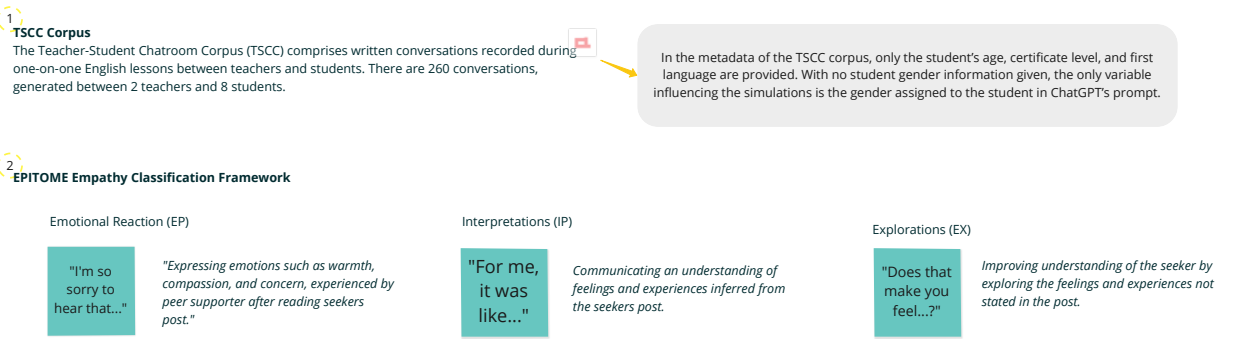 1
TSCC Corpus
The Teacher-Student Chatroom Corpus (TSCC) comprises written conversations recorded during
one-on-one English lessons between teachers and students. There are 260 conversations,
generated between 2 teachers and 8 students.
In the metadata of the TSCC corpus, only the student's age, certificate level, and first
language are provided. With no student gender information given, the only variable
influencing the simulations is the gender assigned to the student in ChatGPT's prompt.
2
EPITOME Empathy Classification Framework
Emotional Reaction (EP)
"I'm so
sorry to
hear that..."
"Expressing emotions such as warmth,
compassion, and concern, experienced by
peer supporter after reading seekers
post."
Interpretations (IP)
"For me,
it was
like..."
Communicating an understanding of
feelings and experiences inferred from
the seekers post.
Explorations (EX)
"Does that
make you
feel...?"
Improving understanding of the seeker by
exploring the feelings and experiences not
stated in the post.